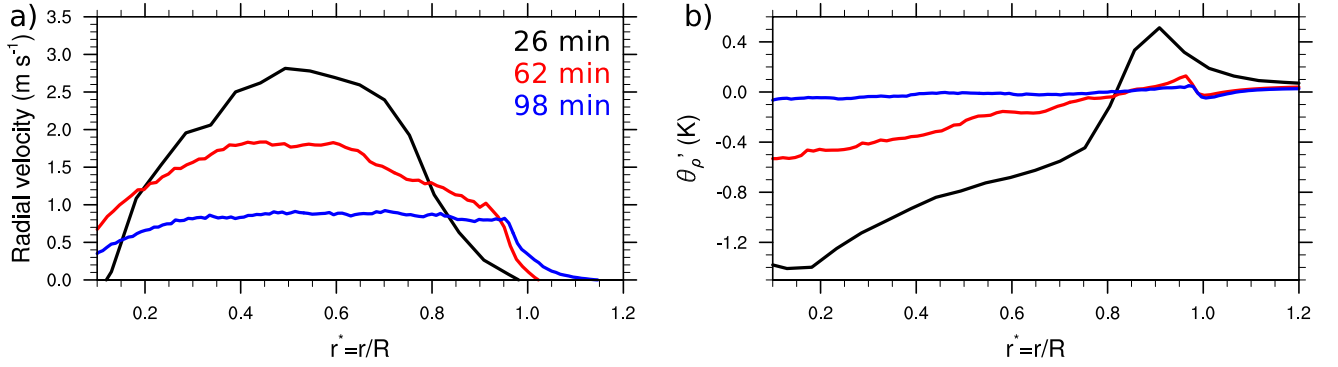 a)
Radial velocity (m s⁻¹)
3.5
3.0
2.5
2.0
1.5
1.0
0.5
0.0
26 min
62 min
98 min
0.2 0.4 0.6 0.8 1.0 1.2
r*=r/R
b)
θρ' (K)
0.4
0.0
-0.4
-0.8
-1.2
0.2 0.4 0.6 0.8 1.0 1.2
r*=r/R